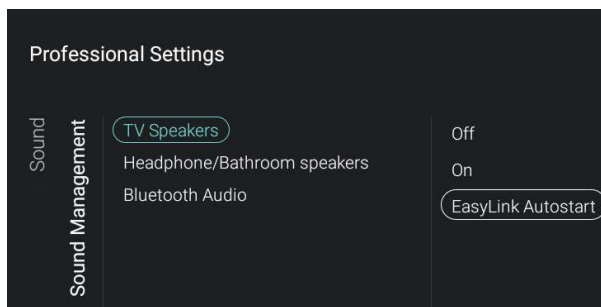 Professional Settings
Sound
Sound Management
TV Speakers
Headphone/Bathroom speakers
Bluetooth Audio
Off
On
EasyLink Autostart